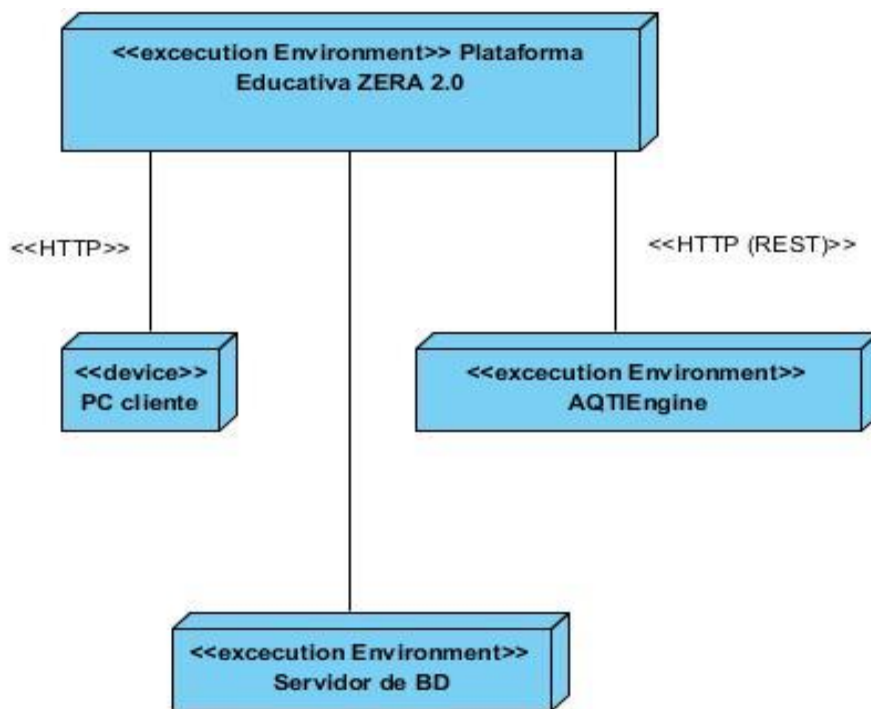 <<excecution Environment>> Plataforma
Educativa ZERA 2.0
<<HTTP>>
<<HTTP (REST)>>
<<device>>
PC cliente
<<excecution Environment>>
AQTIEngine
<<excecution Environment>>
Servidor de BD